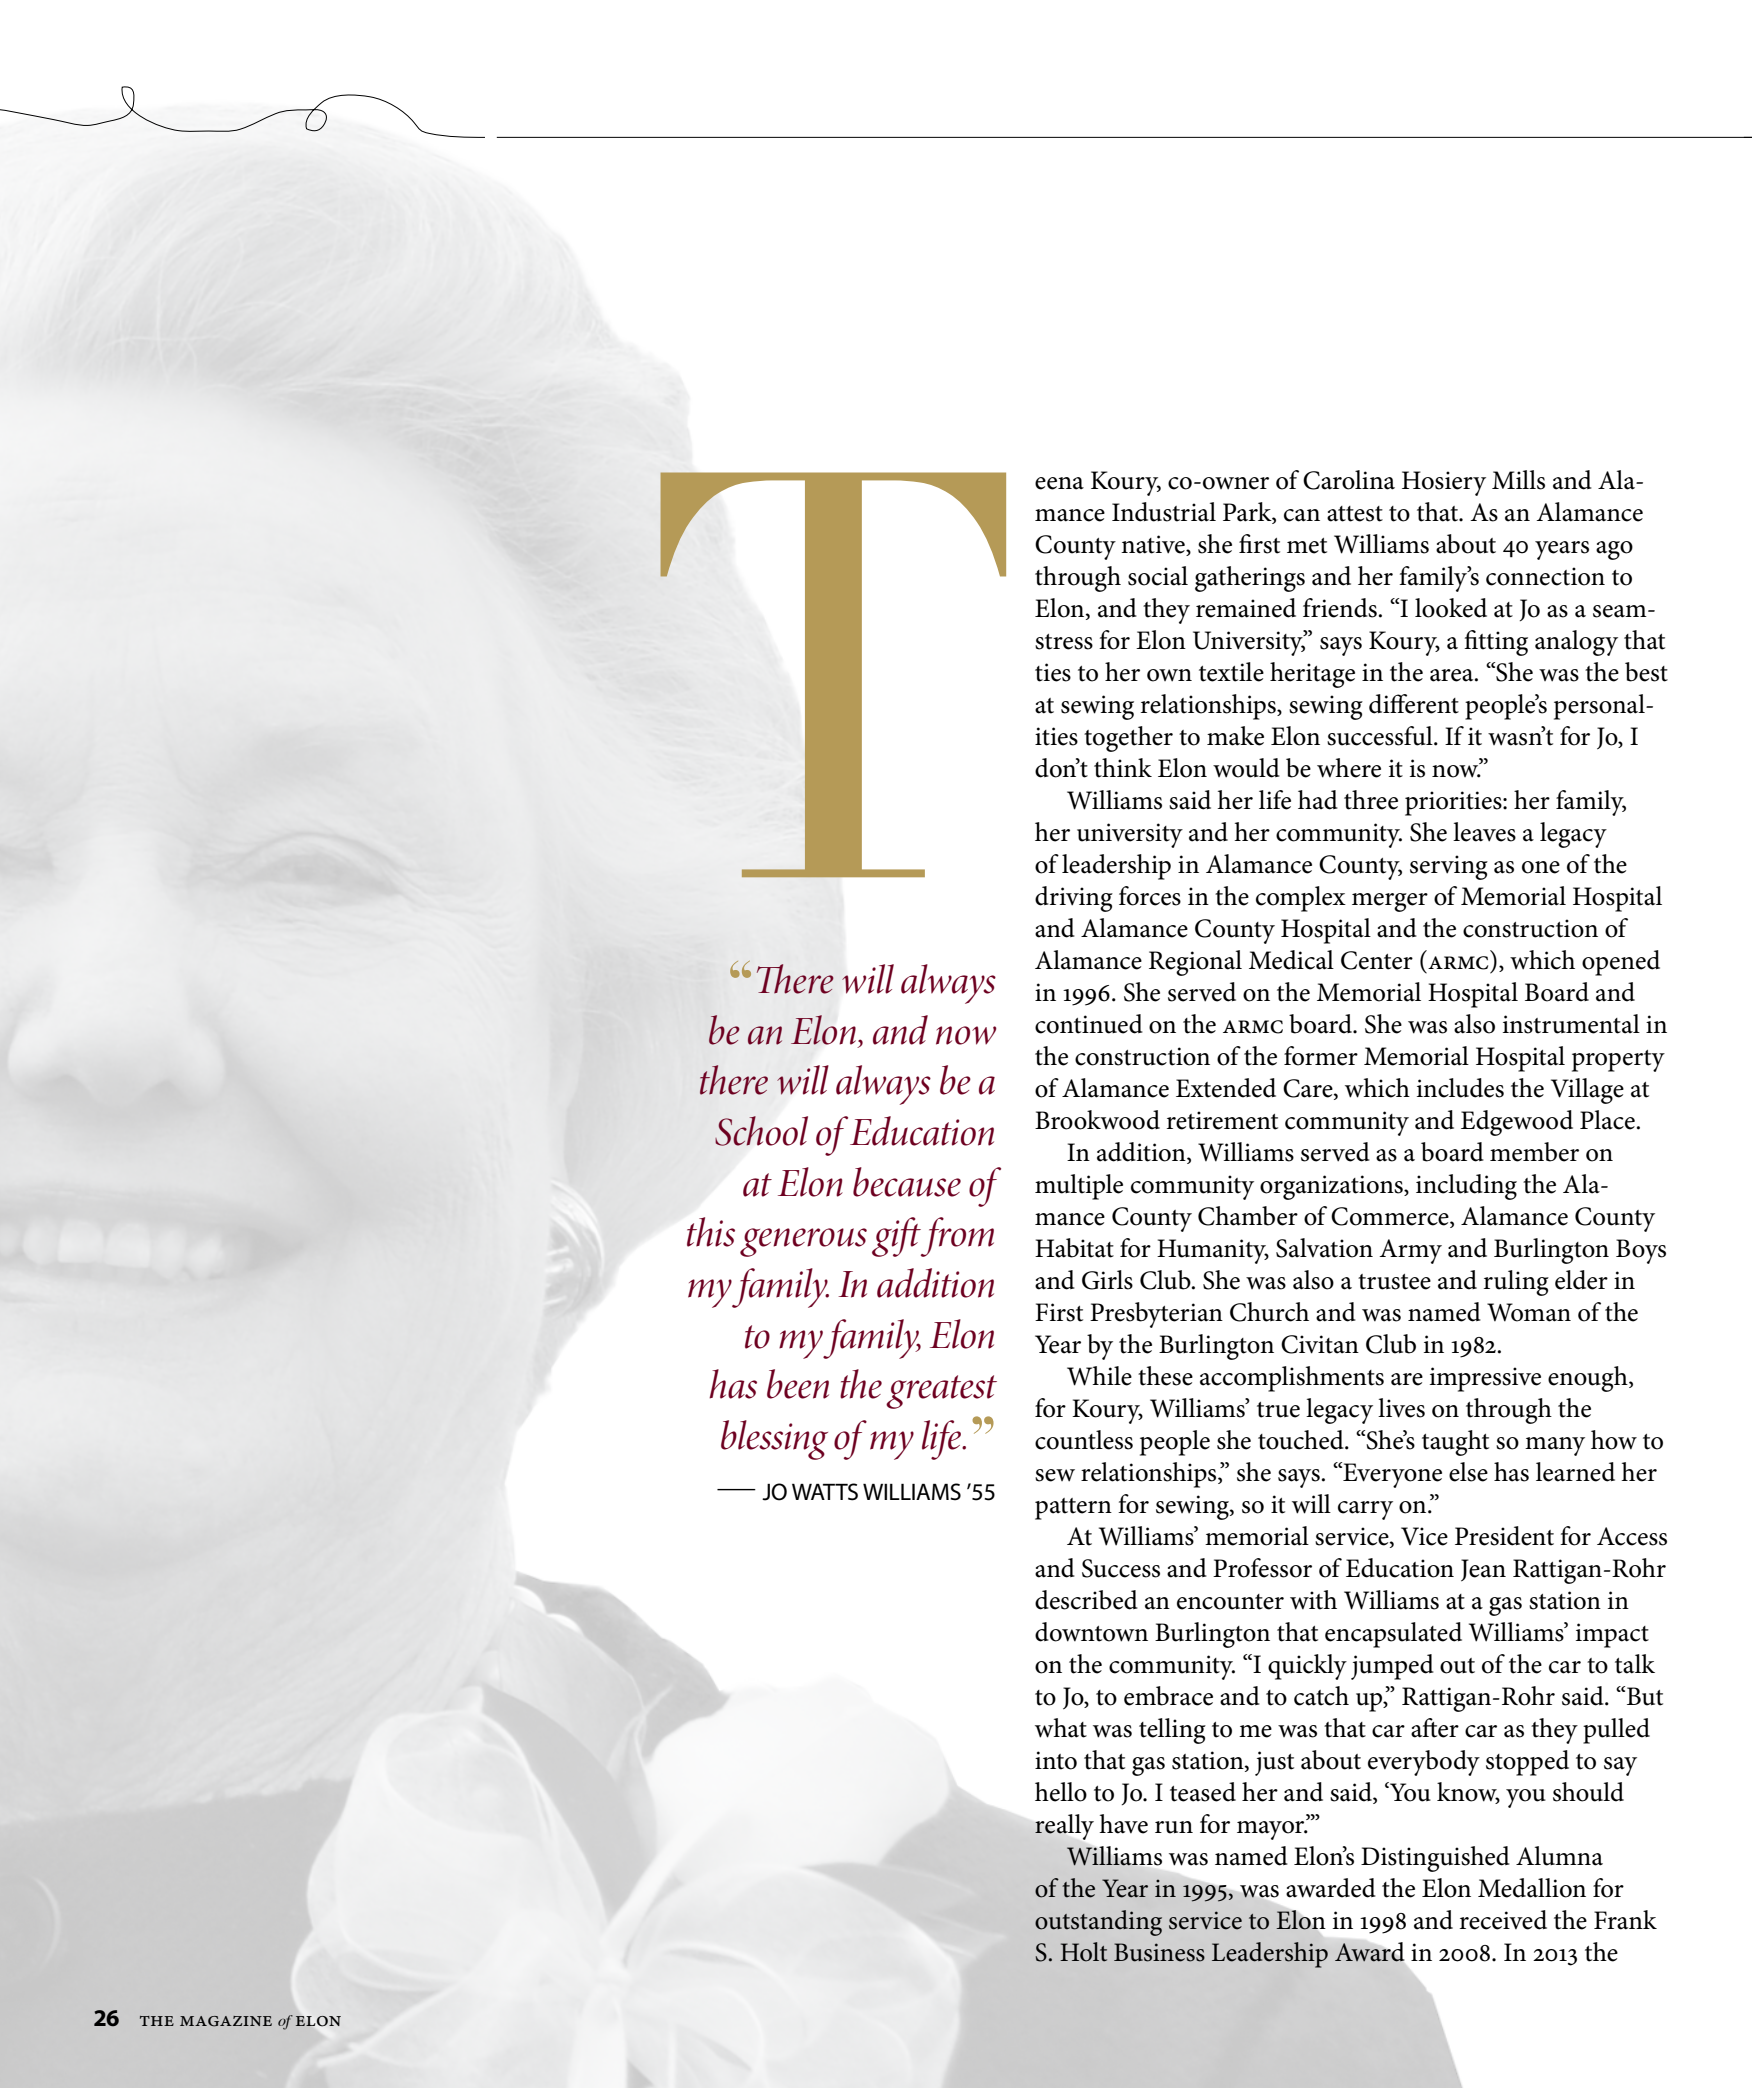 T
eena Koury, co-owner of Carolina Hosiery Mills and Ala-
mance Industrial Park, can attest to that. As an Alamance
County native, she first met Williams about 40 years ago
through social gatherings and her family’s connection to
Elon, and they remained friends. “I looked at Jo as a seam-
stress for Elon University,” says Koury, a fitting analogy that
ties to her own textile heritage in the area. “She was the best
at sewing relationships, sewing different people’s personal-
ities together to make Elon successful. If it wasn’t for Jo, I
don’t think Elon would be where it is now.”
Williams said her life had three priorities: her family,
her university and her community. She leaves a legacy
of leadership in Alamance County, serving as one of the
driving forces in the complex merger of Memorial Hospital
and Alamance County Hospital and the construction of
Alamance Regional Medical Center (ARMC), which opened
in 1996. She served on the Memorial Hospital Board and
continued on the ARMC board. She was also instrumental in
the construction of the former Memorial Hospital property
of Alamance Extended Care, which includes the Village at
Brookwood retirement community and Edgewood Place.
In addition, Williams served as a board member on
multiple community organizations, including the Ala-
mance County Chamber of Commerce, Alamance County
Habitat for Humanity, Salvation Army and Burlington Boys
and Girls Club. She was also a trustee and ruling elder in
First Presbyterian Church and was named Woman of the
Year by the Burlington Civitan Club in 1982.
While these accomplishments are impressive enough,
for Koury, Williams’ true legacy lives on through the
countless people she touched. “She’s taught so many how to
sew relationships,” she says. “Everyone else has learned her
pattern for sewing, so it will carry on.”
At Williams’ memorial service, Vice President for Access
and Success and Professor of Education Jean Rattigan-Rohr
described an encounter with Williams at a gas station in
downtown Burlington that encapsulated Williams’ impact
on the community. “I quickly jumped out of the car to talk
to Jo, to embrace and to catch up,” Rattigan-Rohr said. “But
what was telling to me was that car after car as they pulled
into that gas station, just about everybody stopped to say
hello to Jo. I teased her and said, ‘You know, you should
really have run for mayor.’”
Williams was named Elon’s Distinguished Alumna
of the Year in 1995, was awarded the Elon Medallion for
outstanding service to Elon in 1998 and received the Frank
S. Holt Business Leadership Award in 2008. In 2013 the
“There will always
be an Elon, and now
there will always be a
School of Education
at Elon because of
this generous gift from
my family. In addition
to my family, Elon
has been the greatest
blessing of my life.”
— JO WATTS WILLIAMS ’55
26 THE MAGAZINE of ELON